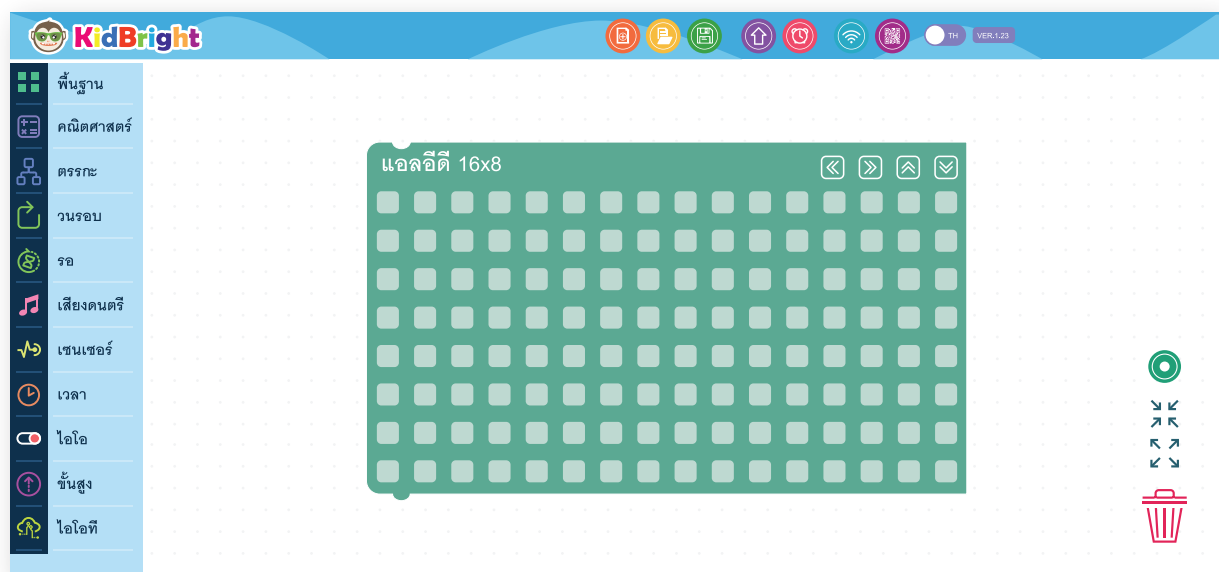 KidBright
TH
VER.1.23
พื้นฐาน
คณิตศาสตร์
ตรรกะ
วนรอบ
รอ
เสียงดนตรี
เซนเซอร์
เวลา
ไอโอ
ขั้นสูง
ไอโอที
แอลอีดี 16x8